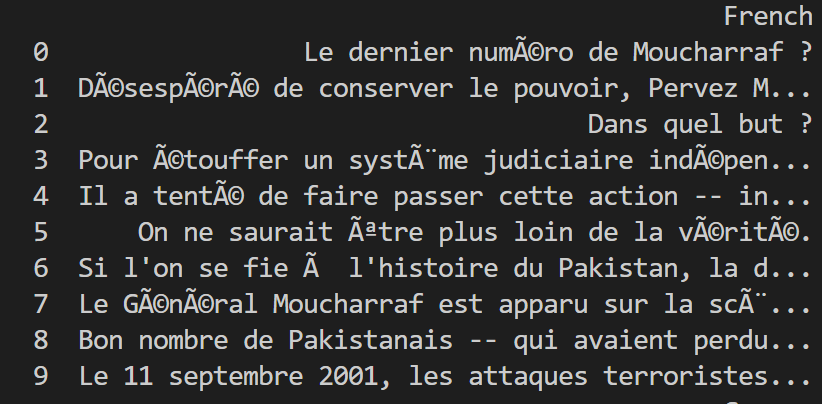 French
0 Le dernier numÃ©ro de Moucharraf ?
1 DÃ©sespÃ©rÃ© de conserver le pouvoir, Pervez M...
2 Dans quel but ?
3 Pour Ã©touffer un systÃ¨me judiciaire indÃ©pen...
4 Il a tentÃ© de faire passer cette action -- in...
5 On ne saurait Ãªtre plus loin de la vÃ©ritÃ©.
6 Si l'on se fie Ã  l'histoire du Pakistan, la d...
7 Le GÃ©nÃ©ral Moucharraf est apparu sur la scÃ¨...
8 Bon nombre de Pakistanais -- qui avaient perdu...
9 Le 11 septembre 2001, les attaques terroristes...